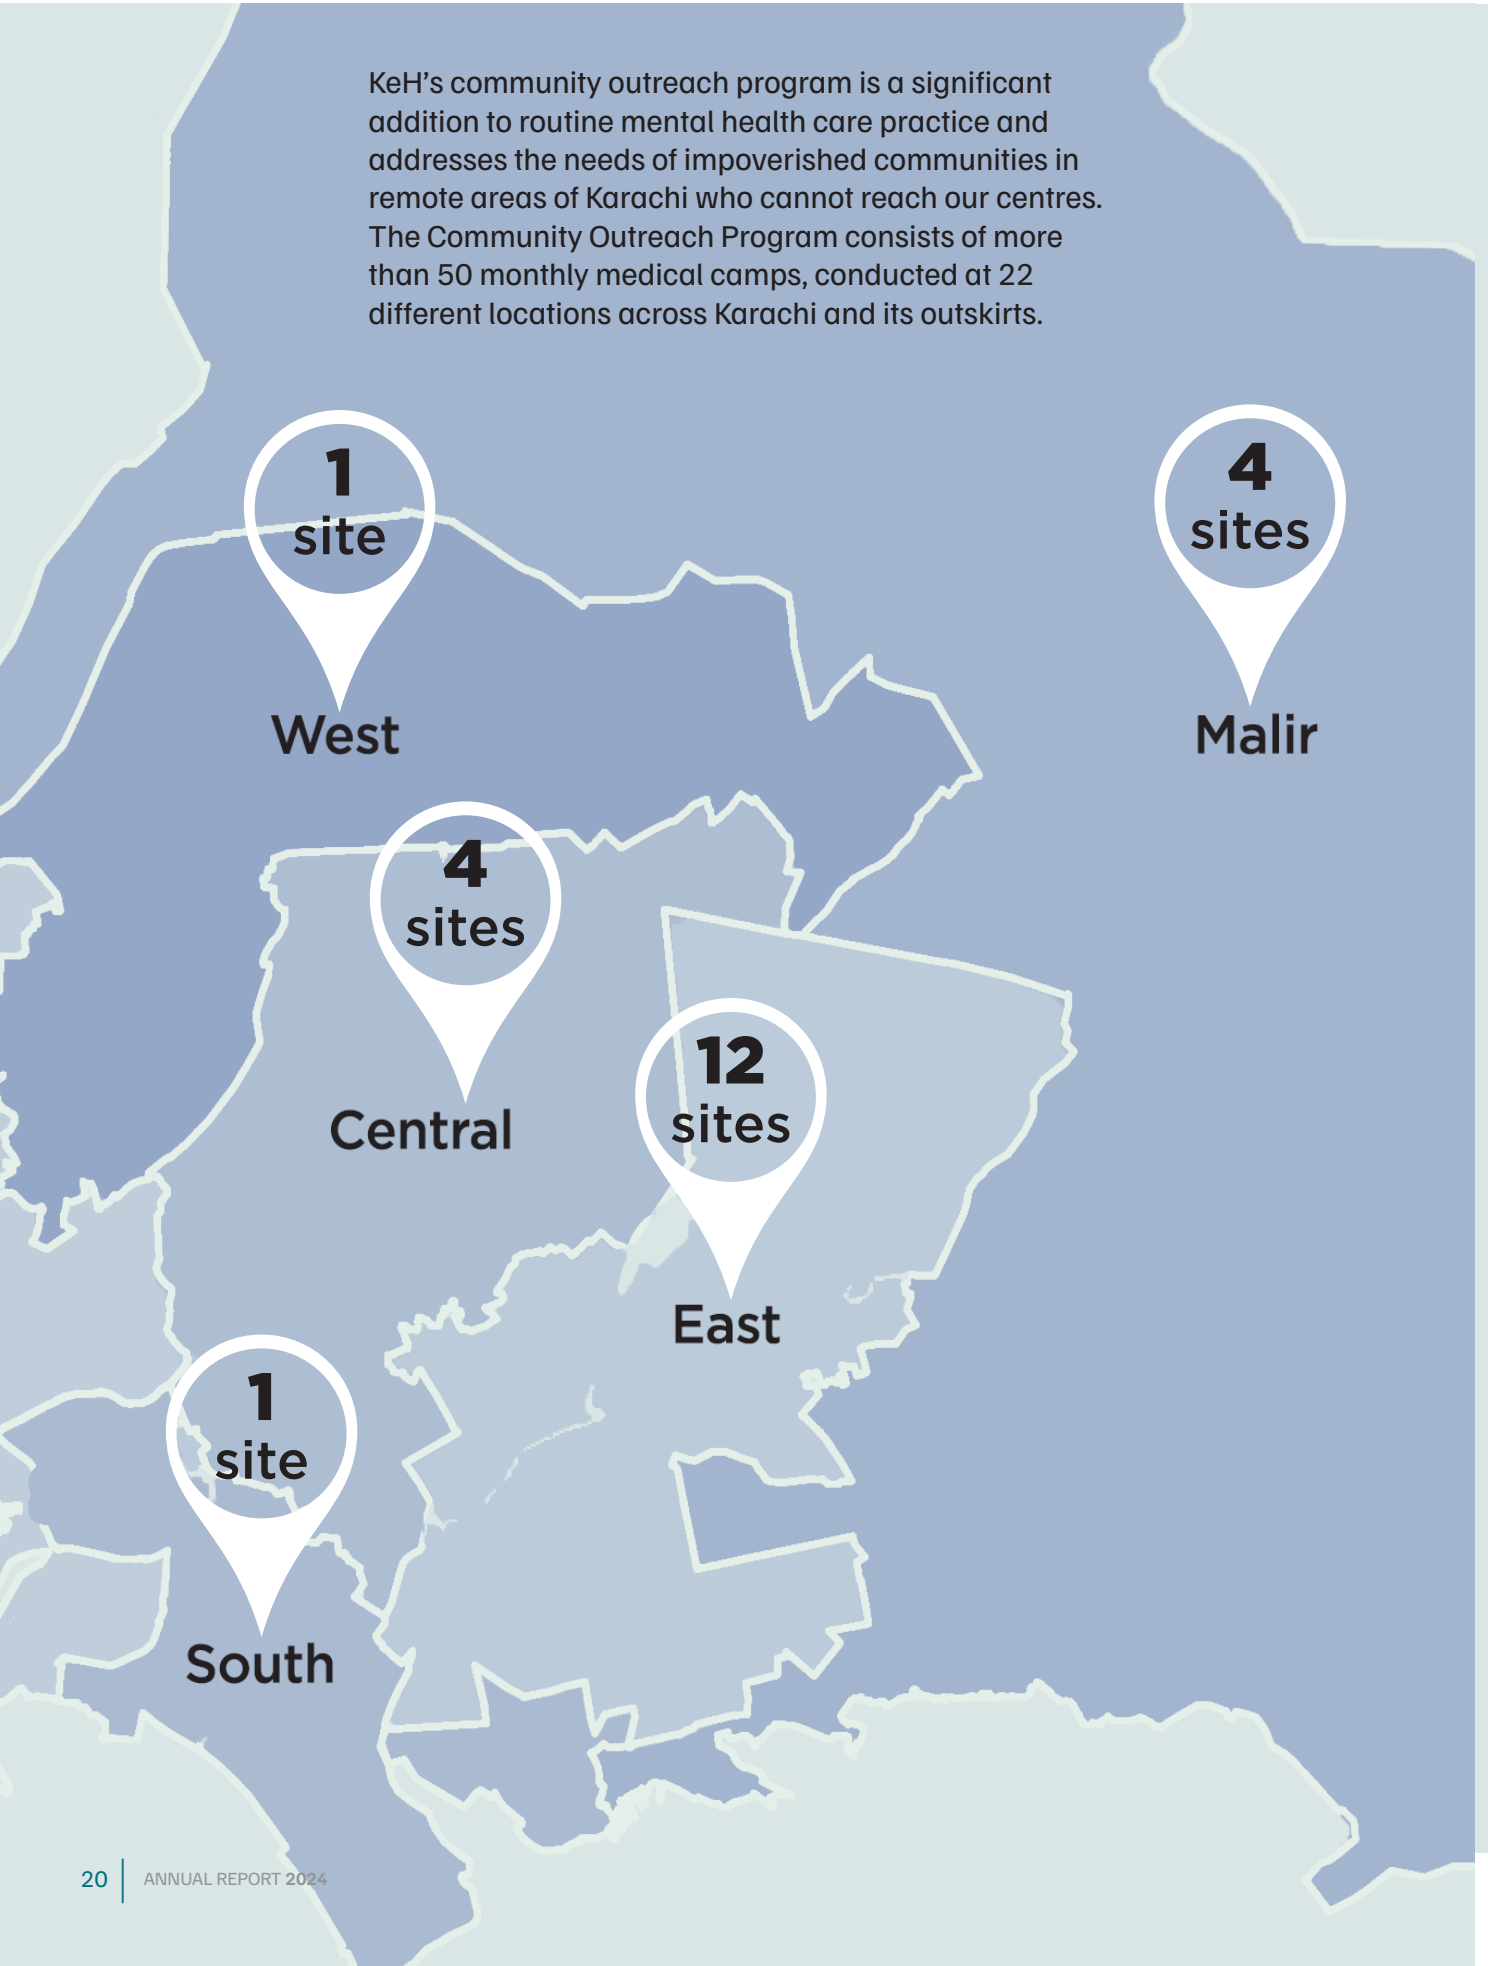 KeH’s community outreach program is a significant
addition to routine mental health care practice and
addresses the needs of impoverished communities in
remote areas of Karachi who cannot reach our centres.
The Community Outreach Program consists of more
than 50 monthly medical camps, conducted at 22
different locations across Karachi and its outskirts.
1
site
West
4
sites
Malir
4
sites
Central
12
sites
East
1
site
South
20
ANNUAL REPORT 2024